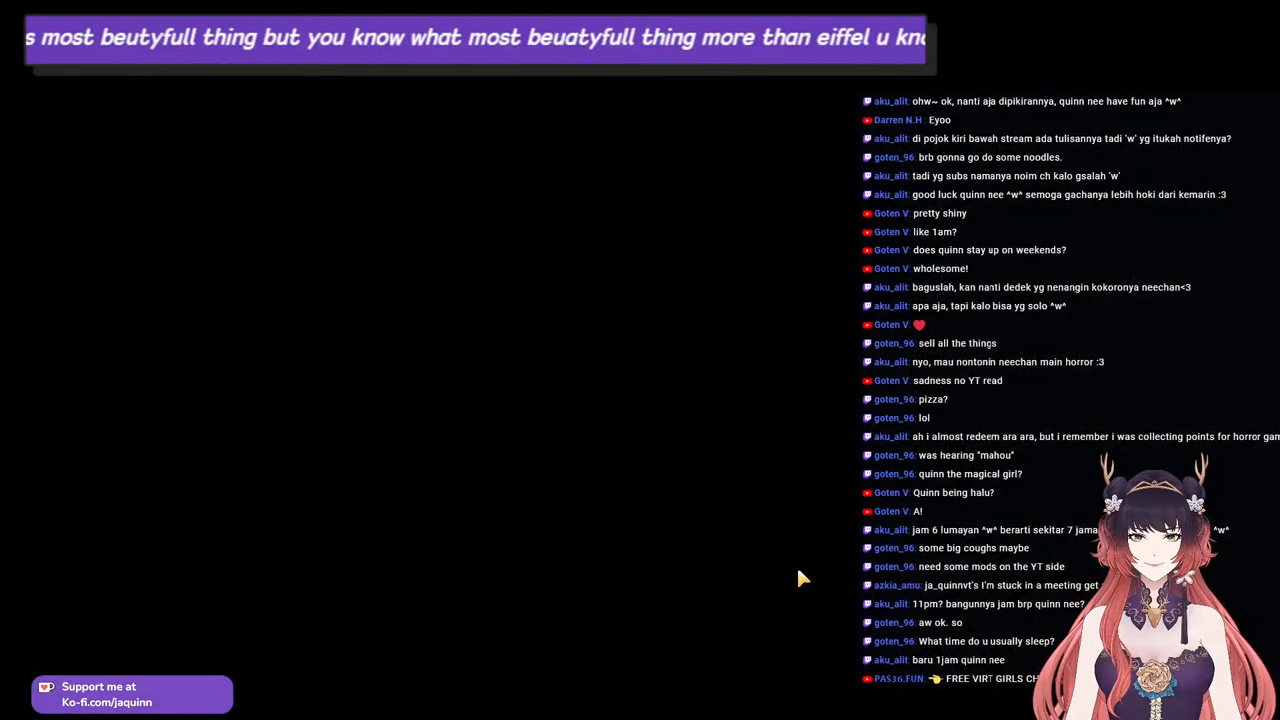 s most beutyfull thing but you know what most beuatyfull thing more than eiffel u kno
aku_alit: ohw~ ok, nanti aja dipikirannya, quinn nee have fun aja ^w^
Darren N.H : Eyoo
aku_alit: di pojok kiri bawah stream ada tulisannya tadi 'w' yg itukah notifenya?
goten_96: brb gonna go do some noodles.
aku_alit: tadi yg subs namanya noim ch kalo gsalah 'w'
aku_alit: good luck quinn nee ^w^ semoga gachanya lebih hoki dari kemarin :3
Goten V: pretty shiny
Goten V: like 1am?
Goten V: does quinn stay up on weekends?
Goten V: wholesome!
aku_alit: baguslah, kan nanti dedek yg nenangin kokoronya neechan<3
aku_alit: apa aja, tapi kalo bisa yg solo ^w^
Goten V: ❤️
goten_96: sell all the things
aku_alit: nyo, mau nontonin neechan main horror :3
Goten V: sadness no YT read
goten_96: pizza?
goten_96: lol
aku_alit: ah i almost redeem ara ara, but i remember i was collecting points for horror gam
goten_96: was hearing "mahou"
goten_96: quinn the magical girl?
Goten V: Quinn being halu?
Goten V: A!
aku_alit: jam 6 lumayan ^w^ berarti sekitar 7 jama ^w^
goten_96: some big coughs maybe
goten_96: need some mods on the YT side
azkia_amu: ja_quinnvt's I'm stuck in a meeting get
aku_alit: 11pm? bangunnya jam brp quinn nee?
goten_96: aw ok. so
goten_96: What time do u usually sleep?
aku_alit: baru 1jam quinn nee
PAS36.FUN: 👈 FREE VIRT GIRLS CH
Support me at
Ko-fi.com/jaquinn